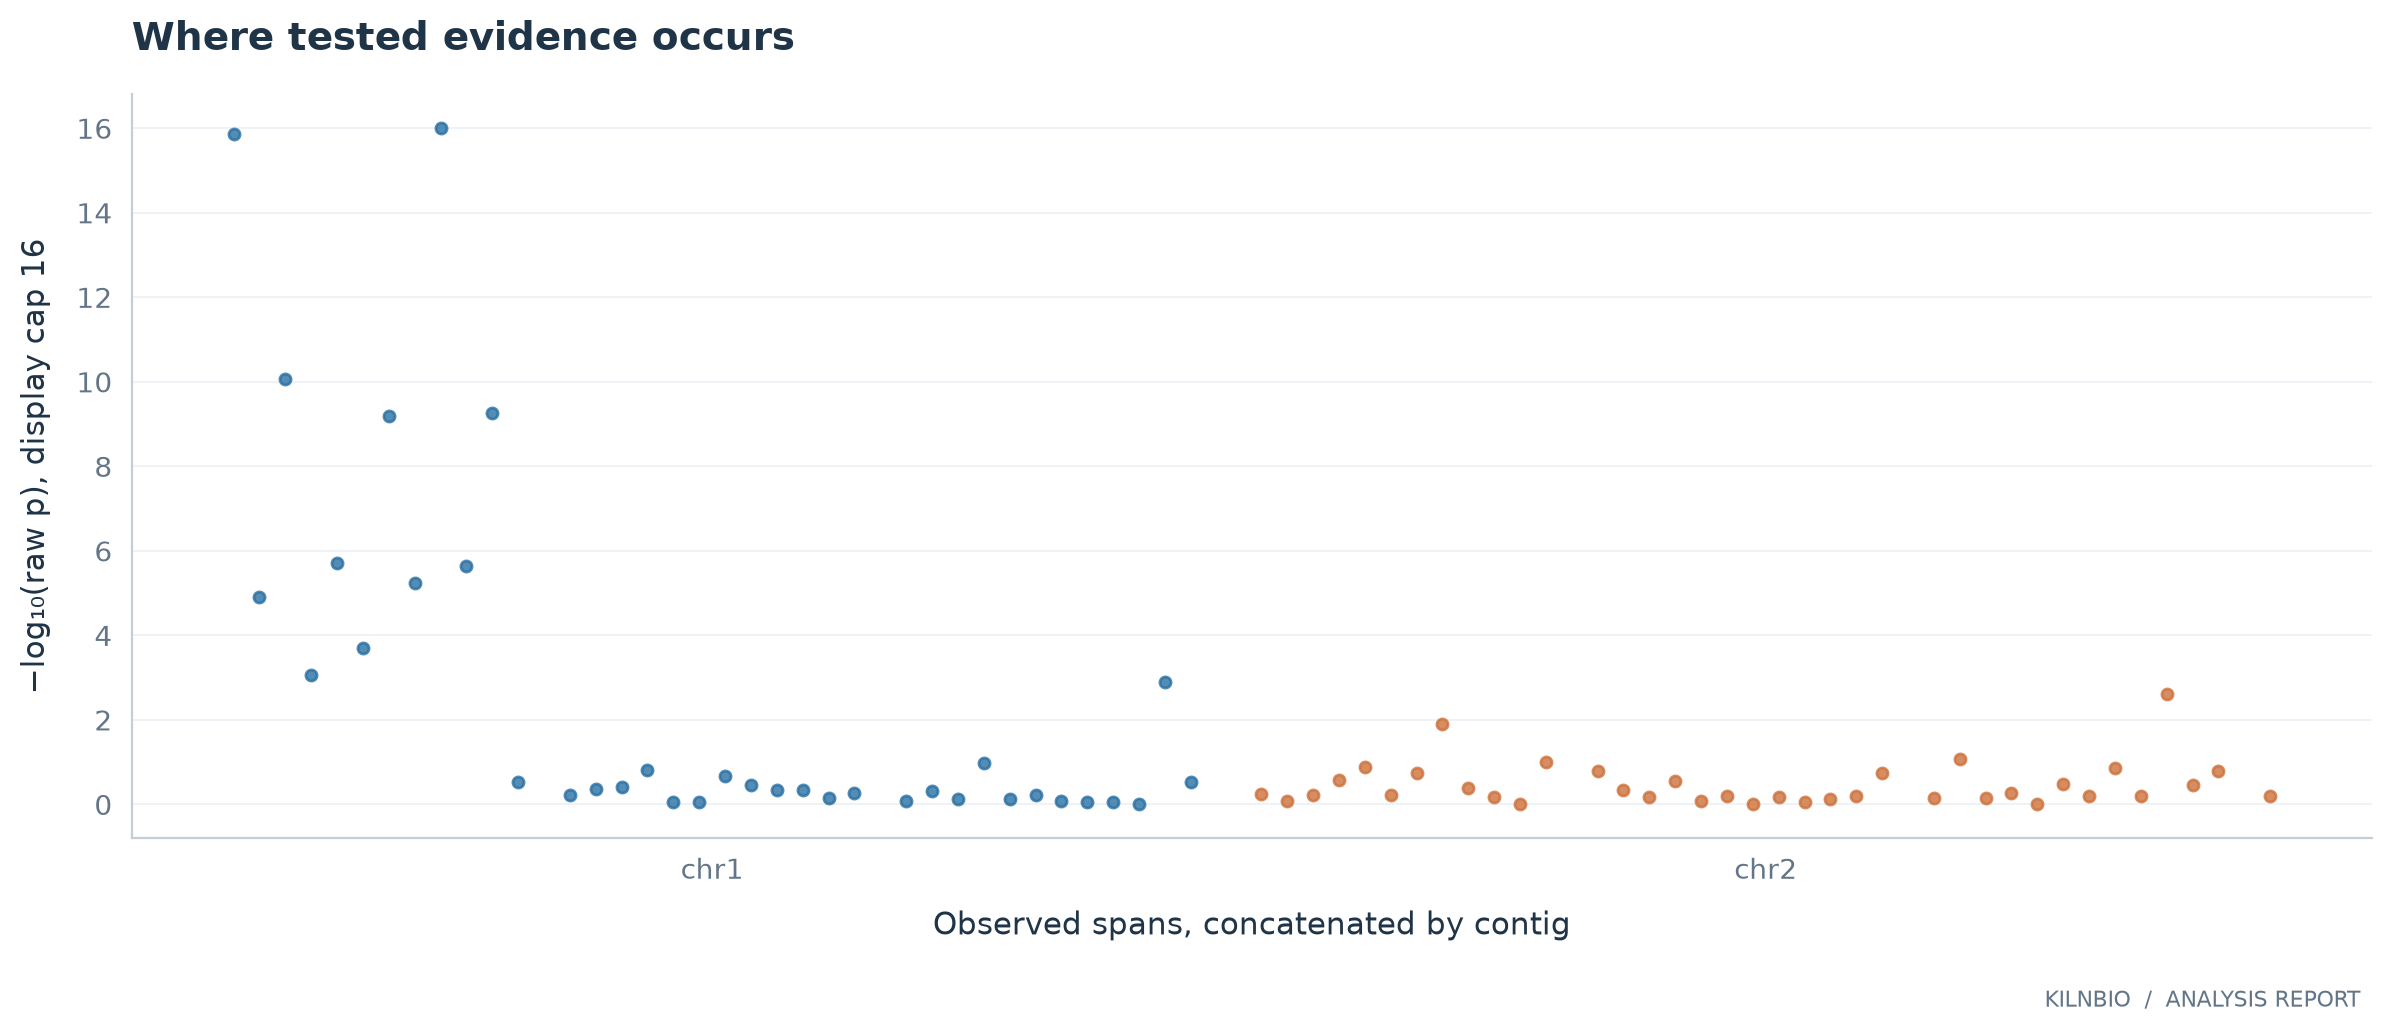 Where tested evidence occurs
−log₁₀(raw p), display cap 16
16
14
12
10
8
6
4
2
0
chr1
chr2
Observed spans, concatenated by contig
KILNBIO / ANALYSIS REPORT